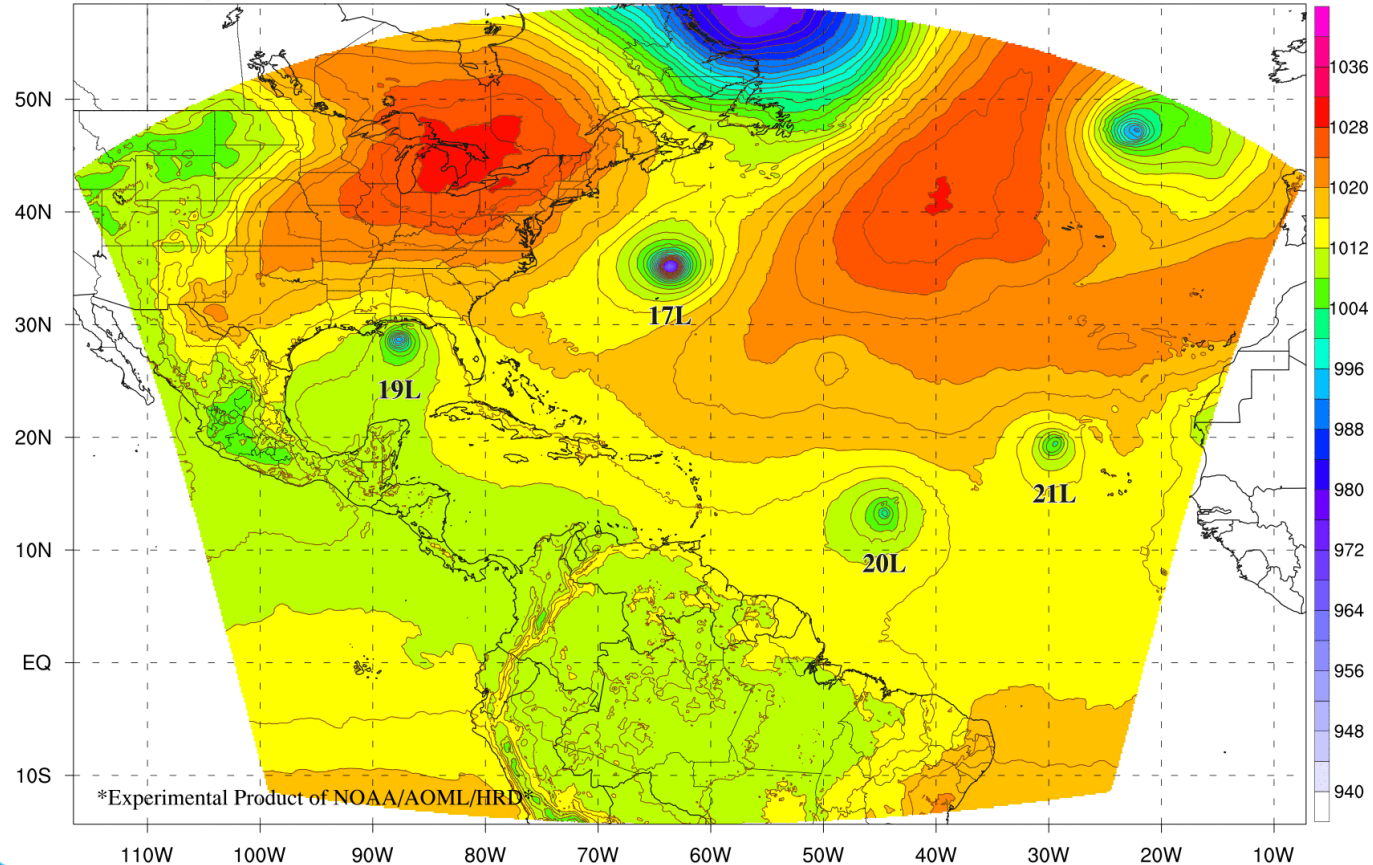 1036
50N
1028
1020
40N
1012
30N
17L
1004
996
19L
988
20N
21L
980
10N
20L
972
964
EQ
956
948
10S
*Experimental Product of NOAA/AOML/HRD*
940
110W 100W 90W 80W 70W 60W 50W 40W 30W 20W 10W